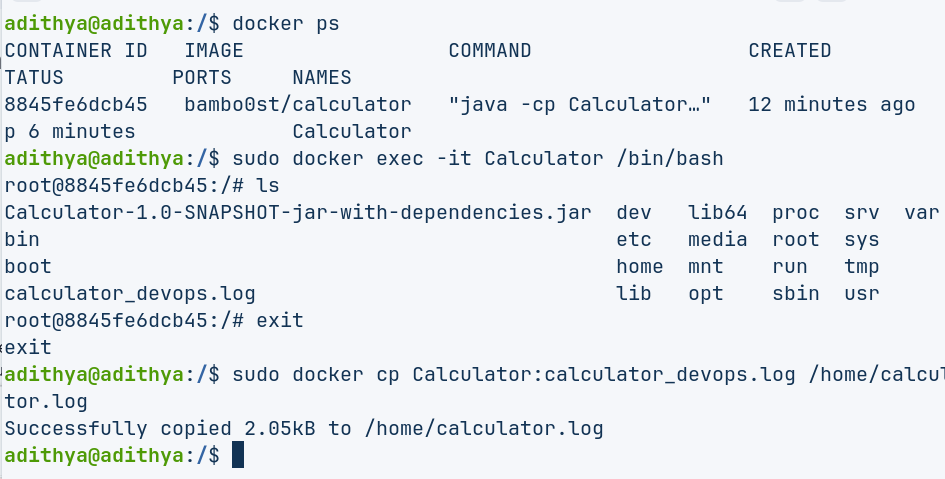 adithya@adithya:/$ docker ps
CONTAINER ID   IMAGE                 COMMAND                  CREATED
TATUS         PORTS     NAMES
8845fe6dcb45   bambo0st/calculator   "java -cp Calculator…"   12 minutes ago
p 6 minutes             Calculator
adithya@adithya:/$ sudo docker exec -it Calculator /bin/bash
root@8845fe6dcb45:/# ls
Calculator-1.0-SNAPSHOT-jar-with-dependencies.jar  dev   lib64  proc  srv  var
bin                                                etc   media  root  sys
boot                                               home  mnt    run   tmp
calculator_devops.log                              lib   opt    sbin  usr
root@8845fe6dcb45:/# exit
exit
adithya@adithya:/$ sudo docker cp Calculator:calculator_devops.log /home/calcul
tor.log
Successfully copied 2.05kB to /home/calculator.log
adithya@adithya:/$